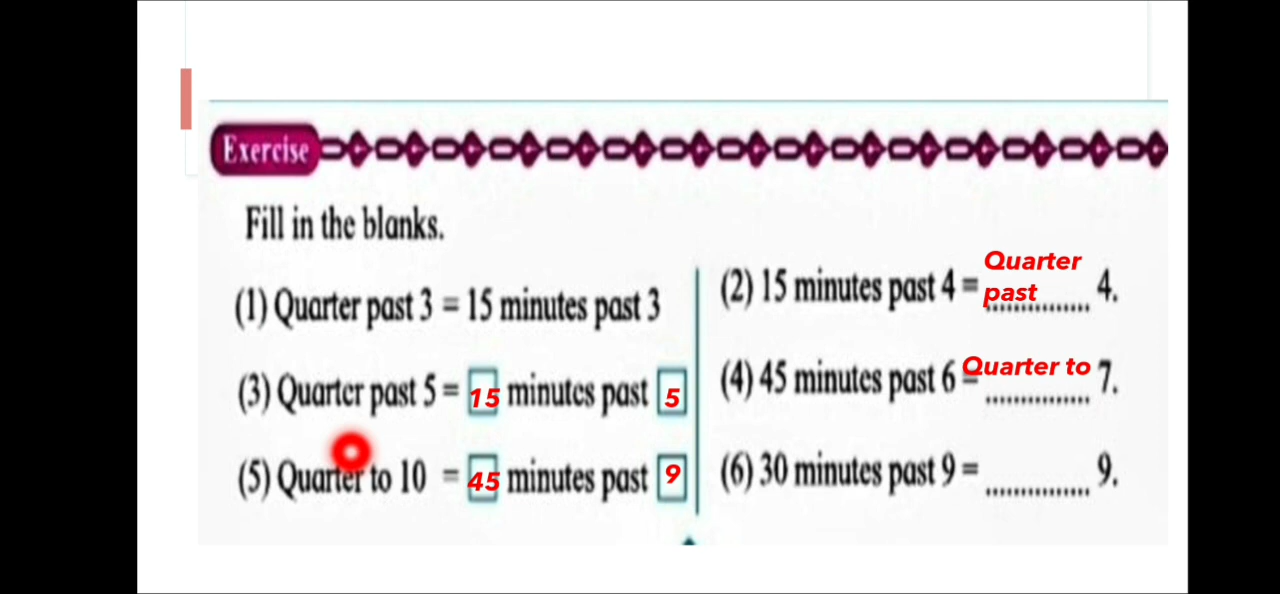 Exercise
Fill in the blanks.
(1) Quarter past 3 = 15 minutes past 3
(2) 15 minutes past 4 = Quarter past 4.
(3) Quarter past 5 = 15 minutes past 5
(4) 45 minutes past 6 = Quarter to 7.
(5) Quarter to 10 = 45 minutes past 9
(6) 30 minutes past 9 = ............... 9.